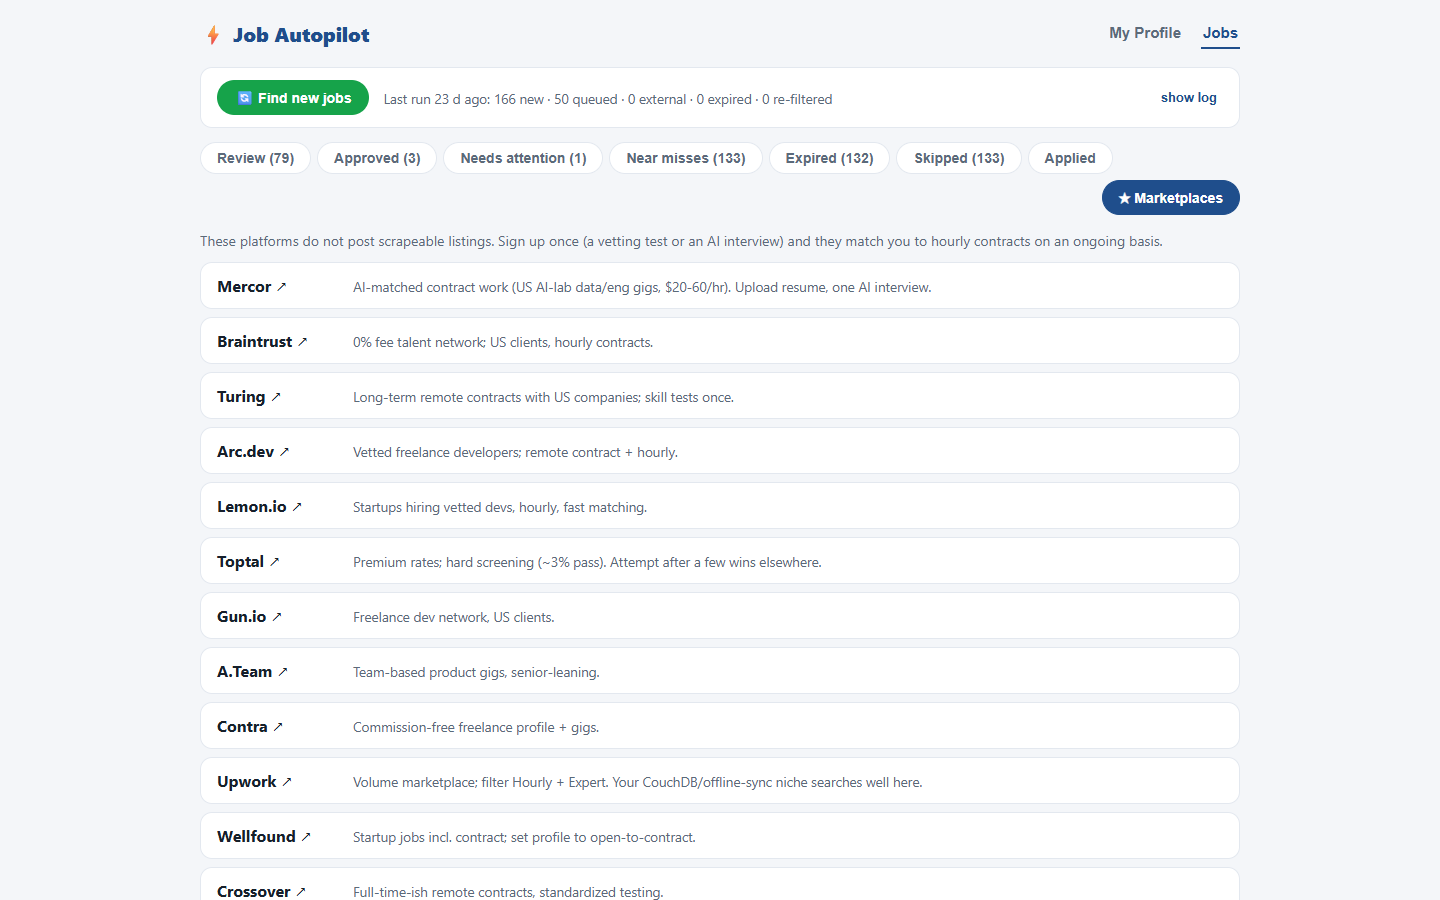 Job Autopilot
My Profile
Jobs
Find new jobs
Last run 23 d ago: 166 new · 50 queued · 0 external · 0 expired · 0 re-filtered
show log
Review (79)
Approved (3)
Needs attention (1)
Near misses (133)
Expired (132)
Skipped (133)
Applied
★ Marketplaces
These platforms do not post scrapeable listings. Sign up once (a vetting test or an AI interview) and they match you to hourly contracts on an ongoing basis.
Mercor ↗
AI-matched contract work (US AI-lab data/eng gigs, $20-60/hr). Upload resume, one AI interview.
Braintrust ↗
0% fee talent network; US clients, hourly contracts.
Turing ↗
Long-term remote contracts with US companies; skill tests once.
Arc.dev ↗
Vetted freelance developers; remote contract + hourly.
Lemon.io ↗
Startups hiring vetted devs, hourly, fast matching.
Toptal ↗
Premium rates; hard screening (~3% pass). Attempt after a few wins elsewhere.
Gun.io ↗
Freelance dev network, US clients.
A.Team ↗
Team-based product gigs, senior-leaning.
Contra ↗
Commission-free freelance profile + gigs.
Upwork ↗
Volume marketplace; filter Hourly + Expert. Your CouchDB/offline-sync niche searches well here.
Wellfound ↗
Startup jobs incl. contract; set profile to open-to-contract.
Crossover ↗
Full-time-ish remote contracts, standardized testing.